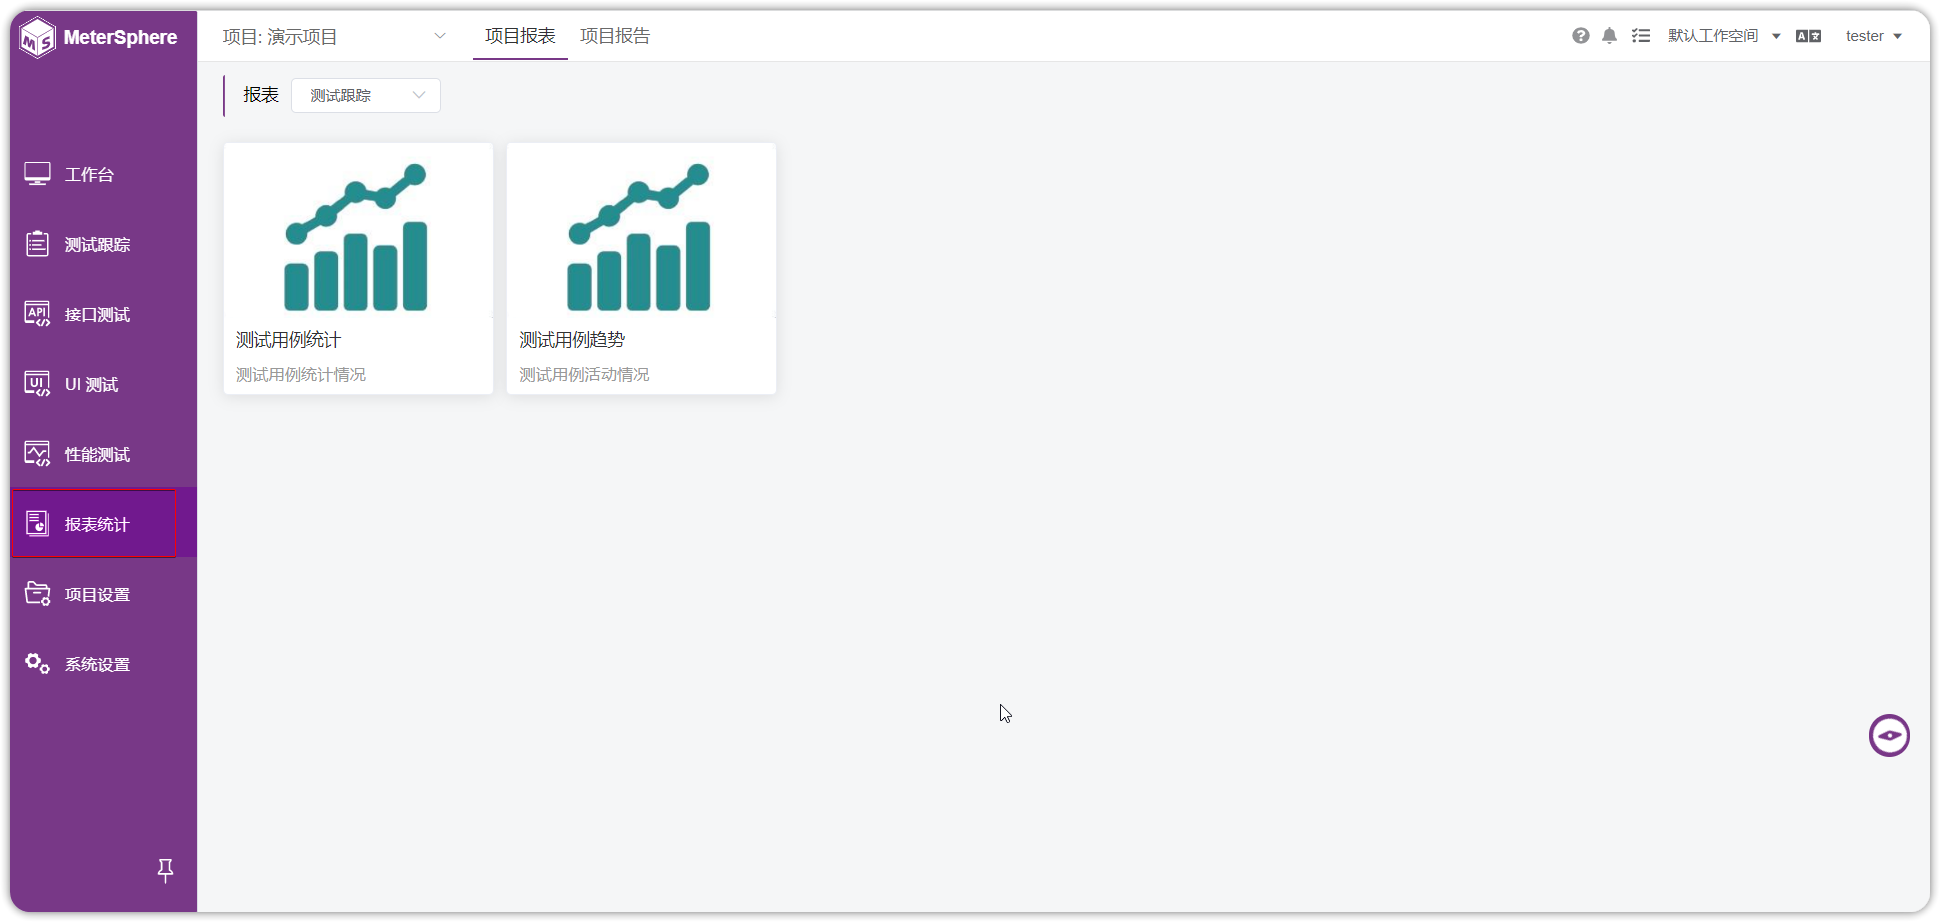 MeterSphere
项目: 演示项目
项目报表
项目报告
默认工作空间
tester
报表
测试跟踪
工作台
测试跟踪
API 接口测试
UI UI 测试
性能测试
报表统计
项目设置
系统设置
测试用例统计
测试用例统计情况
测试用例趋势
测试用例活动情况